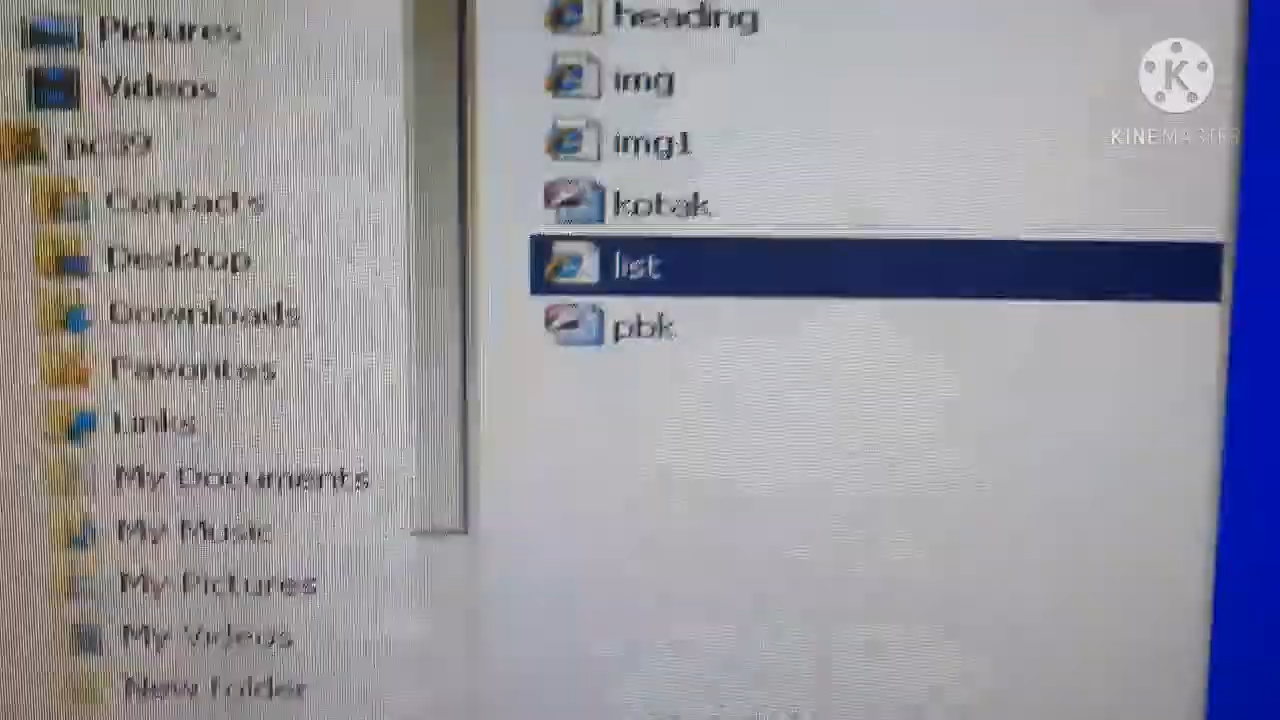 Pictures
Videos
pc39
Contacts
Desktop
Downloads
Favorites
Links
My Documents
My Music
My Pictures
My Videos
New folder
heading
img
img1
kotak
list
pbk
K
KINEMASTER